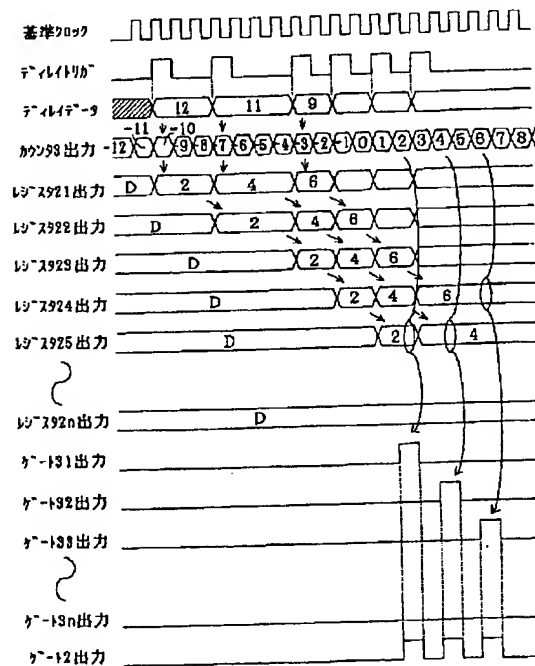 基準クロック
ディレイトリガ
ディレイデータ 12 11 9
-11 -10
カウンタ3出力 -12 9 8 -7 -6 -5 -4 -3 -2 -1 0 1 2 3 4 5 6 7 8
レジスタ921出力 D 2 4 6
レジスタ922出力 D 2 4 6
レジスタ923出力 D 2 4 6
レジスタ924出力 D 2 4 6
レジスタ925出力 D 2 4
レジスタ92n出力 D
ゲート31出力
ゲート32出力
ゲート33出力
ゲート3n出力
ゲート2出力